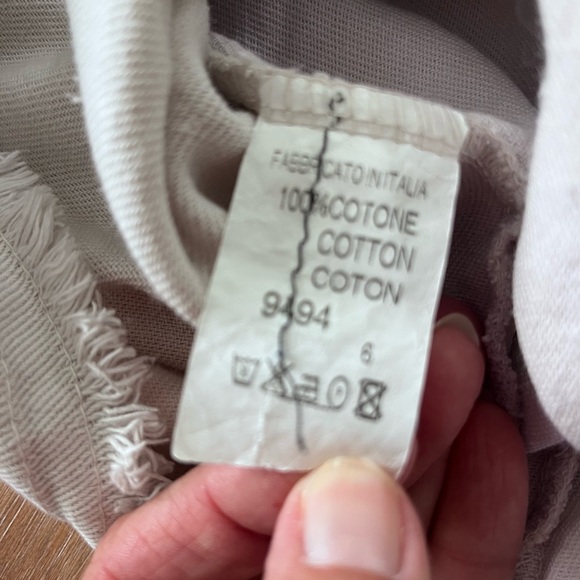 FABBRICATO IN ITALIA
100%COTONE
COTTON
COTON
9494
6